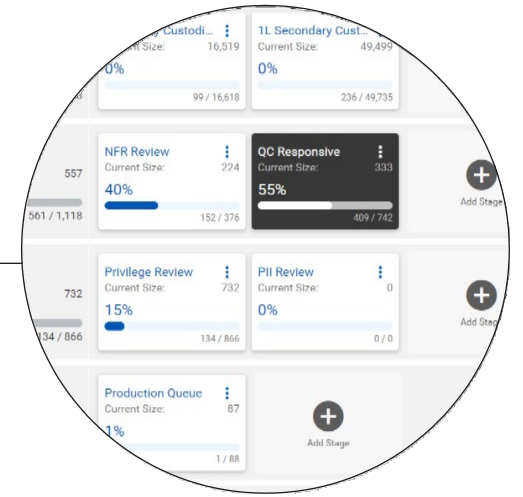 Custodi...
1L Secondary Cust...
Current Size:
16,519
Current Size:
49,499
0%
0%
99 / 16,618
236 / 49,735
NFR Review
QC Responsive
557
Current Size:
224
Current Size:
333
40%
55%
Add Stage
561 / 1,118
152 / 376
409 / 742
Privilege Review
PII Review
732
Current Size:
732
Current Size:
0
15%
0%
134 / 866
134 / 866
0 / 0
Production Queue
Current Size:
87
1%
Add Stage
1 / 88